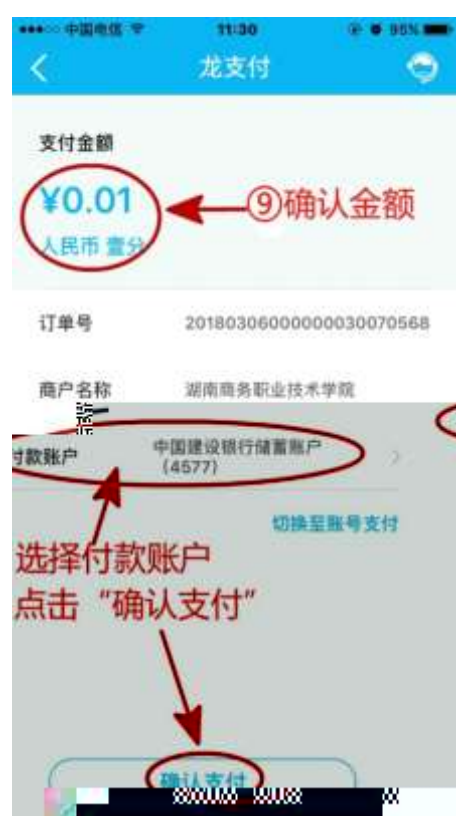 中国电信 11:30 95%
龙支付
支付金额
¥0.01
⑨确认金额
人民币 壹分
订单号 20180306000000030070568
商户名称 湖南商务职业技术学院
付款账户 中国建设银行储蓄账户
(4577)
切换至账号支付
选择付款账户
点击“确认支付”
确认支付